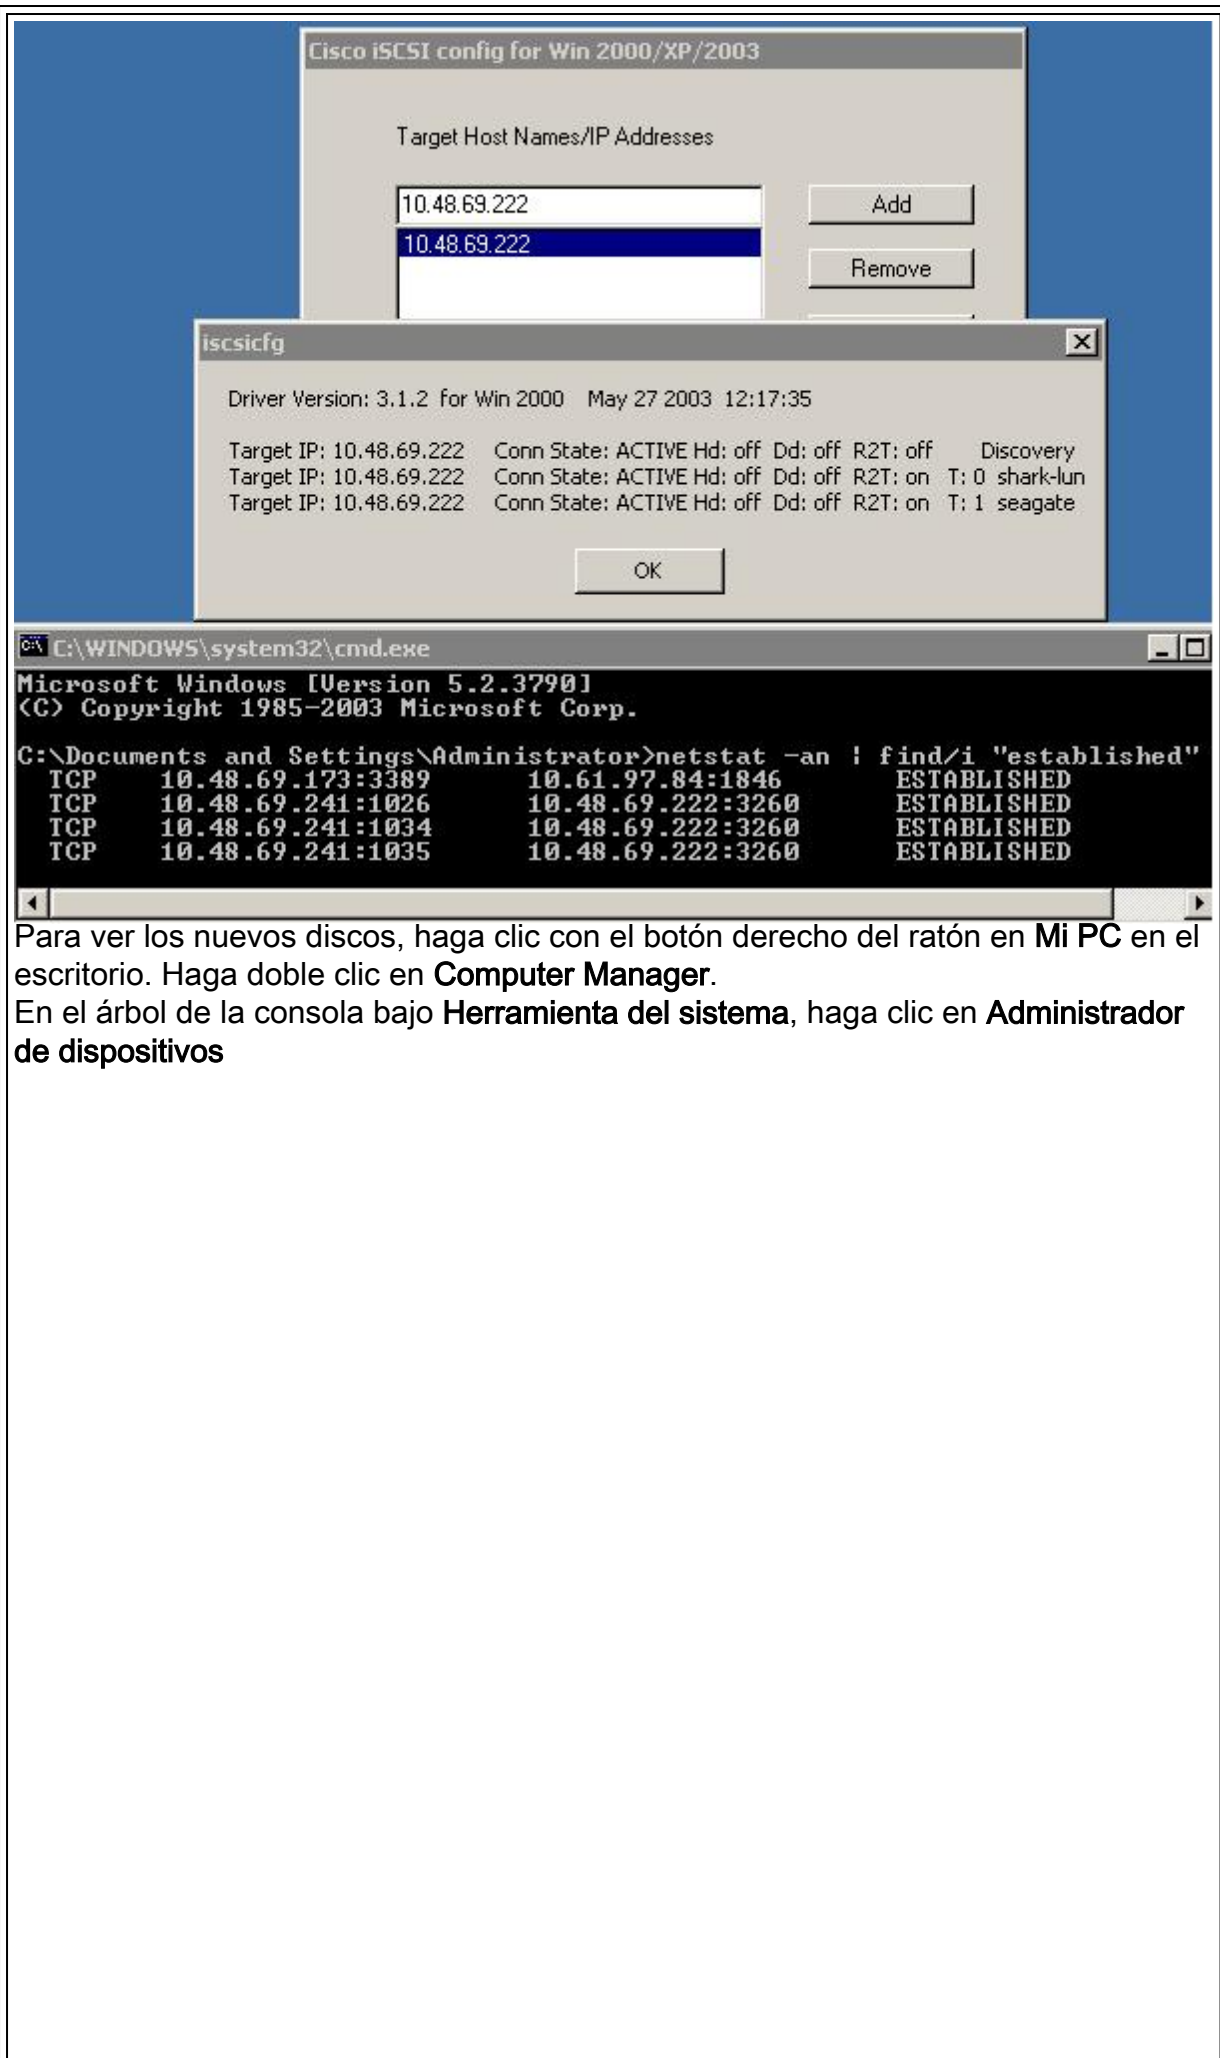 Cisco iSCSI config for Win 2000/XP/2003
Target Host Names/IP Addresses
10.48.69.222
Add
10.48.69.222
Remove
iscsicfg
Driver Version: 3.1.2 for Win 2000 May 27 2003 12:17:35
Target IP: 10.48.69.222 Conn State: ACTIVE Hd: off Dd: off R2T: off Discovery
Target IP: 10.48.69.222 Conn State: ACTIVE Hd: off Dd: off R2T: on T: 0 shark-lun
Target IP: 10.48.69.222 Conn State: ACTIVE Hd: off Dd: off R2T: on T: 1 seagate
OK
C:\WINDOWS\system32\cmd.exe
Microsoft Windows [Version 5.2.3790]
(C) Copyright 1985-2003 Microsoft Corp.
C:\Documents and Settings\Administrator>netstat -an | find/i "established"
TCP 10.48.69.173:3389 10.61.97.84:1846 ESTABLISHED
TCP 10.48.69.241:1026 10.48.69.222:3260 ESTABLISHED
TCP 10.48.69.241:1034 10.48.69.222:3260 ESTABLISHED
TCP 10.48.69.241:1035 10.48.69.222:3260 ESTABLISHED
Para ver los nuevos discos, haga clic con el botón derecho del ratón en Mi PC en el
escritorio. Haga doble clic en Computer Manager.
En el árbol de la consola bajo Herramienta del sistema, haga clic en Administrador
de dispositivos